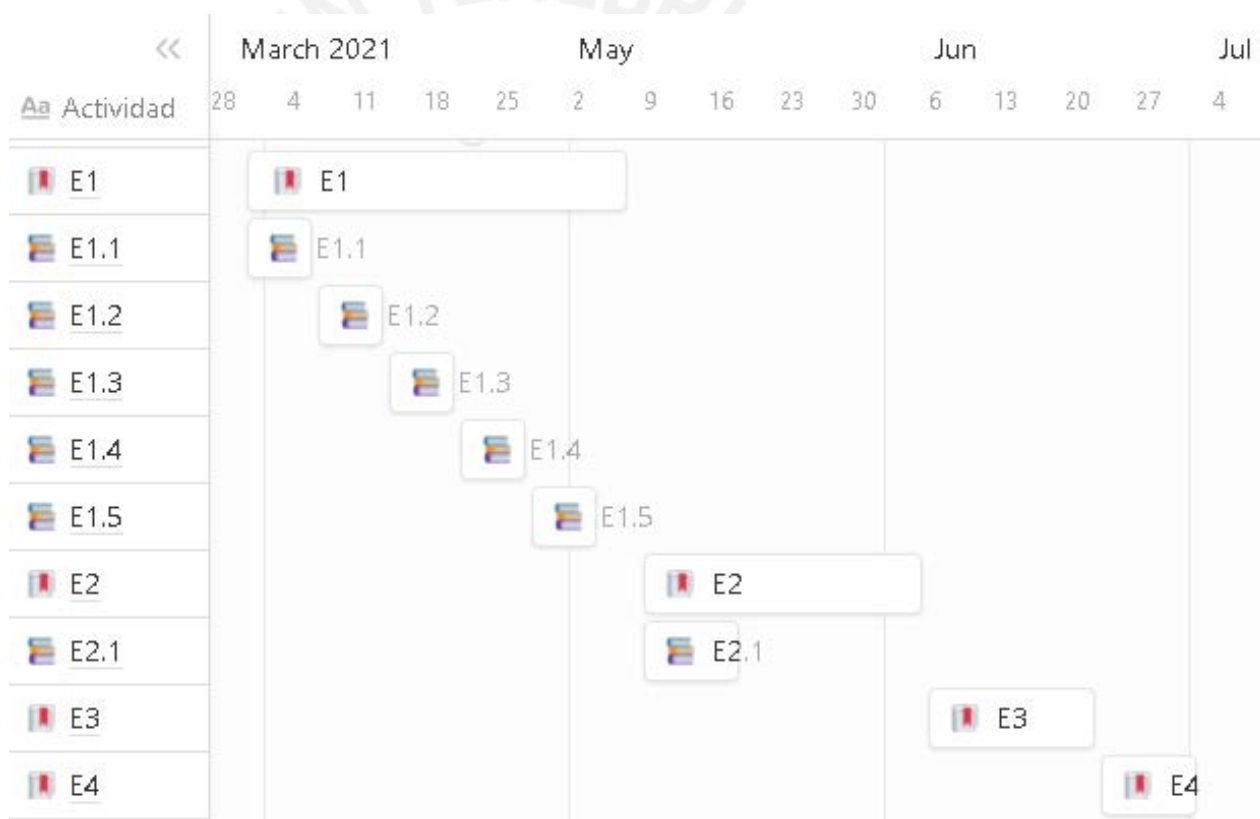 March 2021 May Jun Jul
Aa Actividad 28 4 11 18 25 2 9 16 23 30 6 13 20 27 4
E1 E1
E1.1 E1.1
E1.2 E1.2
E1.3 E1.3
E1.4 E1.4
E1.5 E1.5
E2 E2
E2.1 E2.1
E3 E3
E4 E4